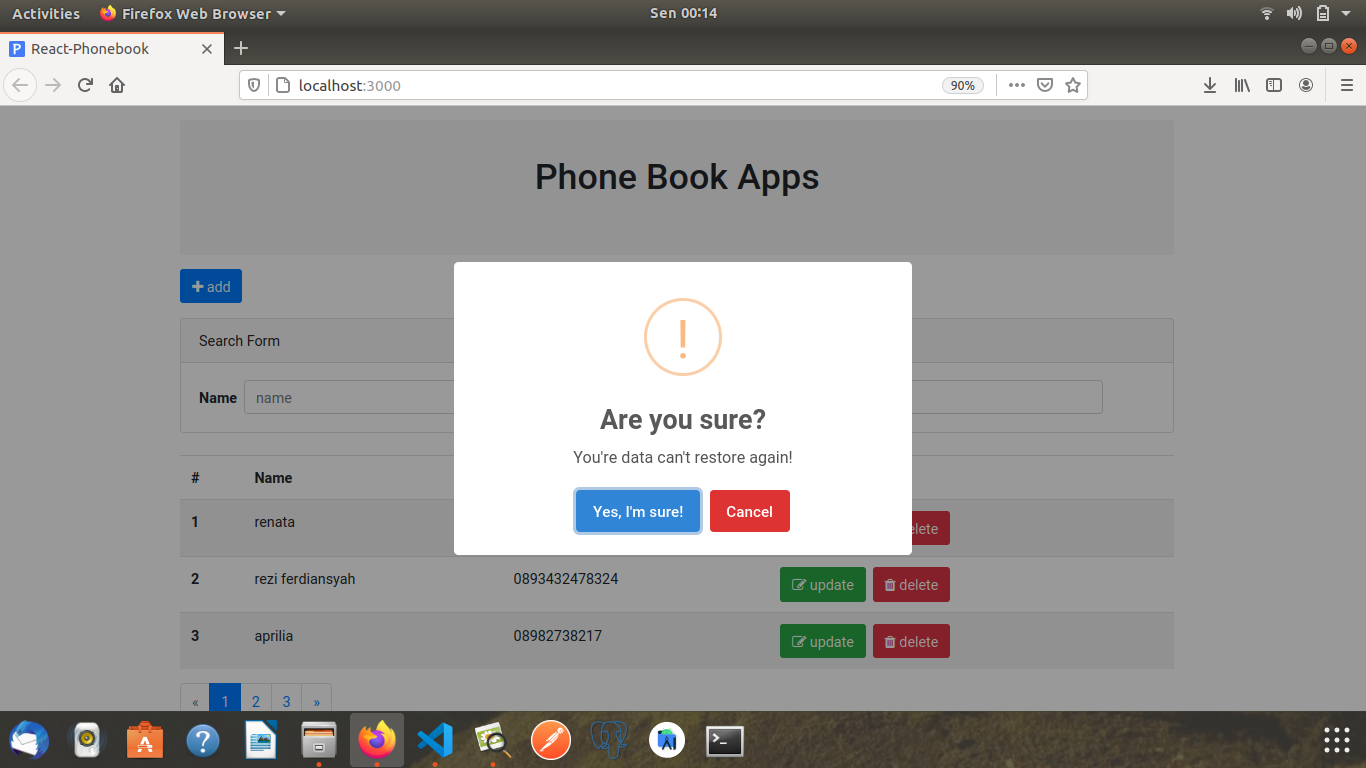 Activities Firefox Web Browser Sen 00:14
P React-Phonebook
localhost:3000 90%
Phone Book Apps
add
Search Form
Name name
Are you sure?
You're data can't restore again!
Yes, I'm sure! Cancel
# Name
1 renata elete
2 rezi ferdiansyah 0893432478324 update delete
3 aprilia 08982738217 update delete
« 1 2 3 »